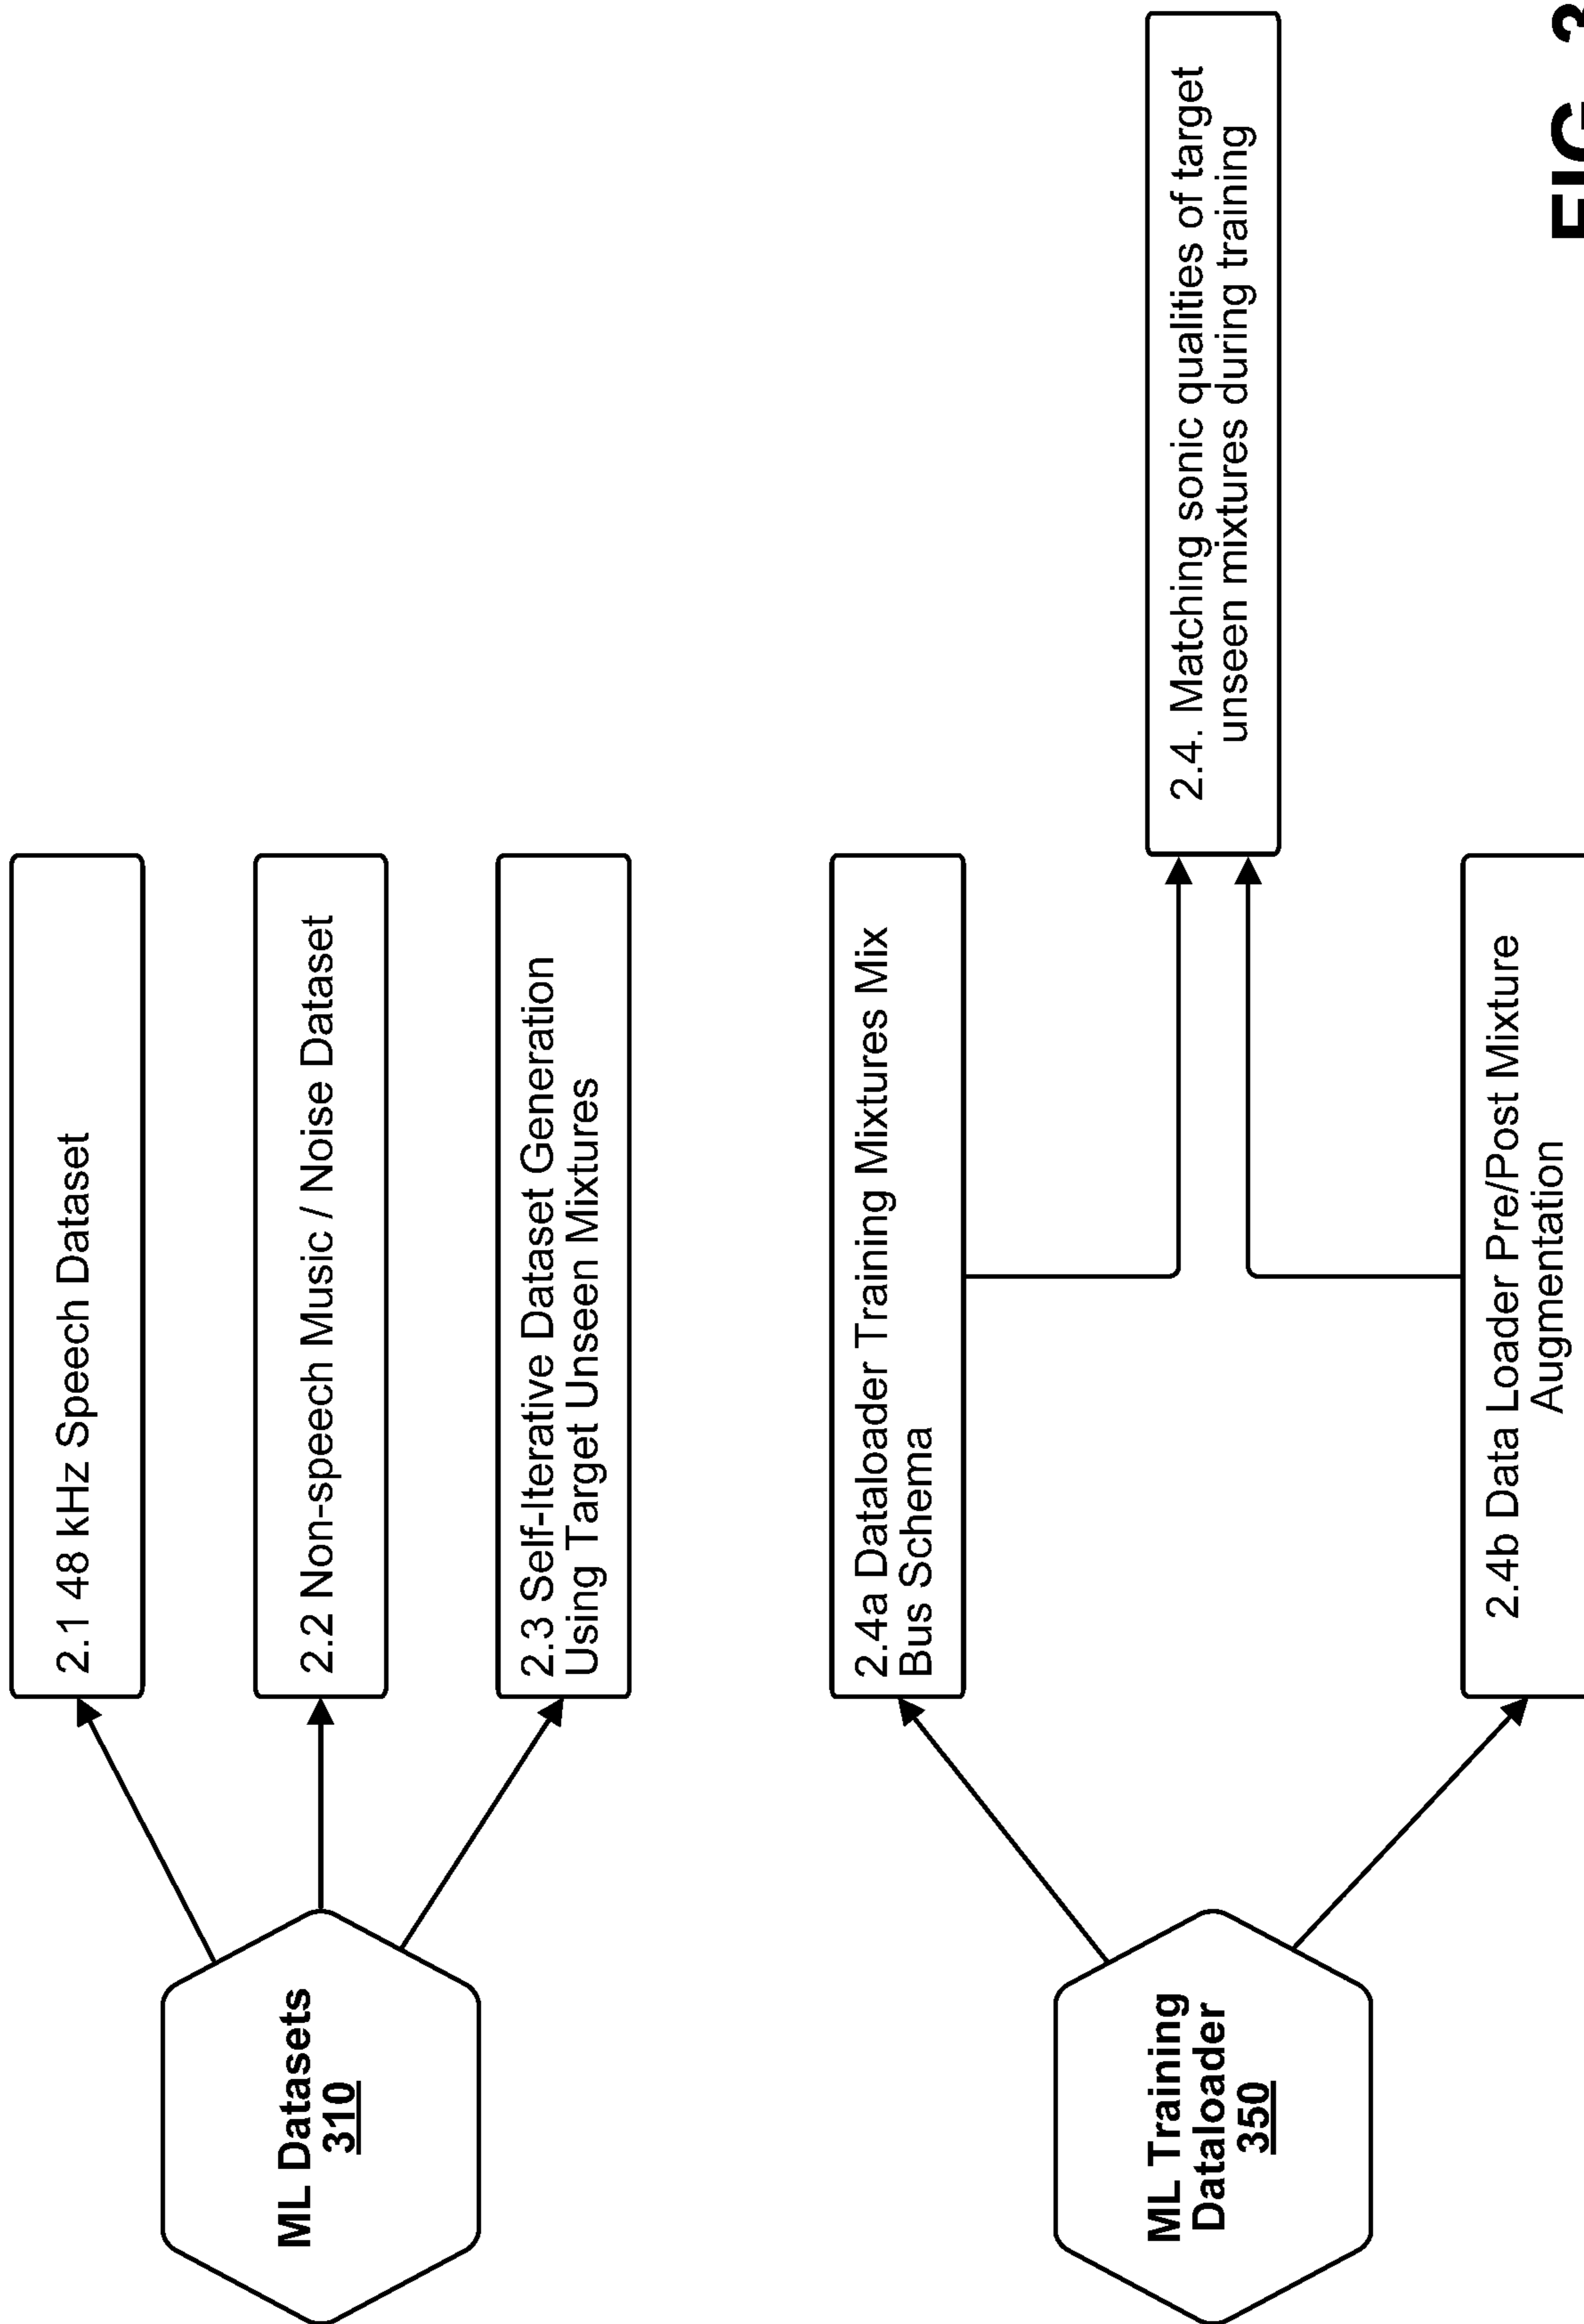 ML Datasets
310
2.1 48 kHz Speech Dataset
2.2 Non-speech Music / Noise Dataset
2.3 Self-Iterative Dataset Generation
Using Target Unseen Mixtures
ML Training
Dataloader
350
2.4a Dataloader Training Mixtures Mix
Bus Schema
2.4. Matching sonic qualities of target
unseen mixtures during training
2.4b Data Loader Pre/Post Mixture
Augmentation
FIG. 3